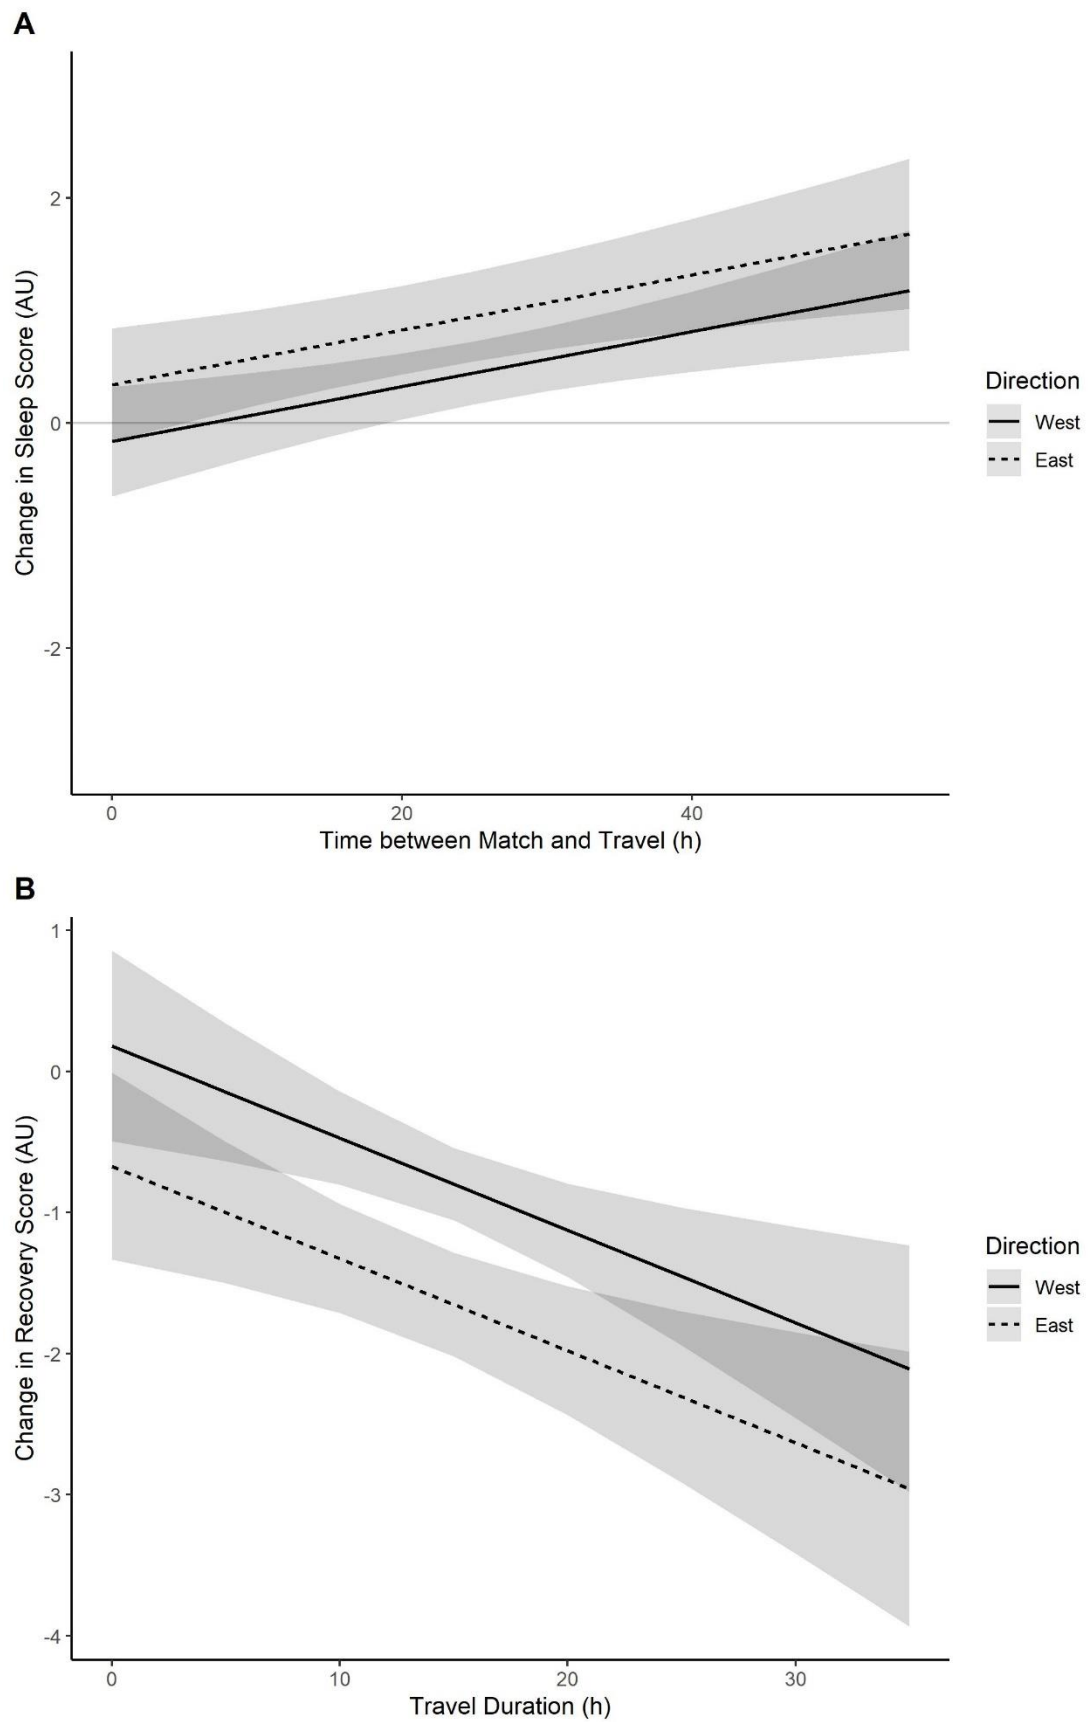 A
Change in Sleep Score (AU)
2
0
-2
0 20 40
Time between Match and Travel (h)
Direction
West
East
B
Change in Recovery Score (AU)
1
0
-1
-2
-3
-4
0 10 20 30
Travel Duration (h)
Direction
West
East